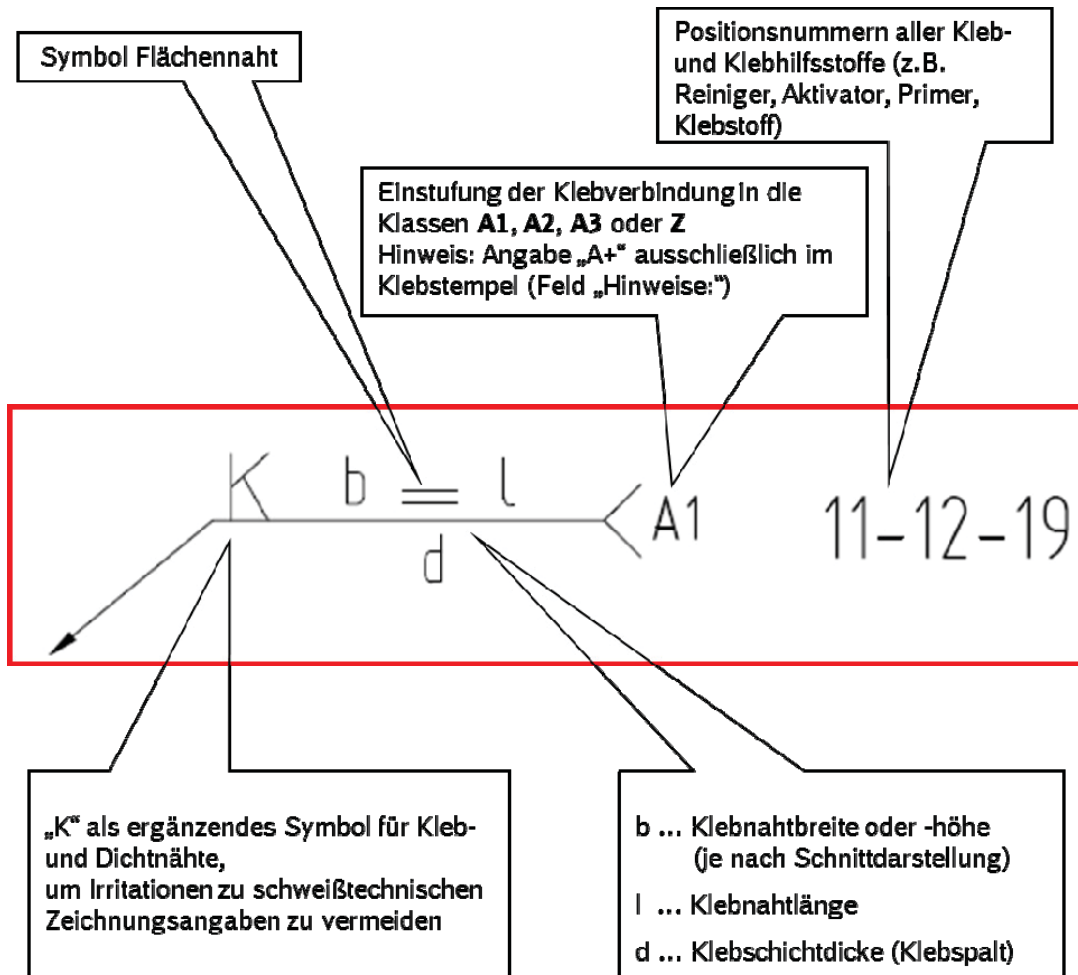 Symbol Flächennaht
Positionsnummern aller Kleb-
und Klebhilfsstoffe (z.B.
Reiniger, Aktivator, Primer,
Klebstoff)
Einstufung der Klebverbindung in die
Klassen A1, A2, A3 oder Z
Hinweis: Angabe „A+“ ausschließlich im
Klebstempel (Feld „Hinweise:“)
K b = l A1 11-12-19
d
„K“ als ergänzendes Symbol für Kleb-
und Dichtnähte,
um Irritationen zu schweißtechnischen
Zeichnungsangaben zu vermeiden
b ... Klebnahtbreite oder -höhe
(je nach Schnittdarstellung)
l ... Klebnahtlänge
d ... Klebschichtdicke (Klebspalt)